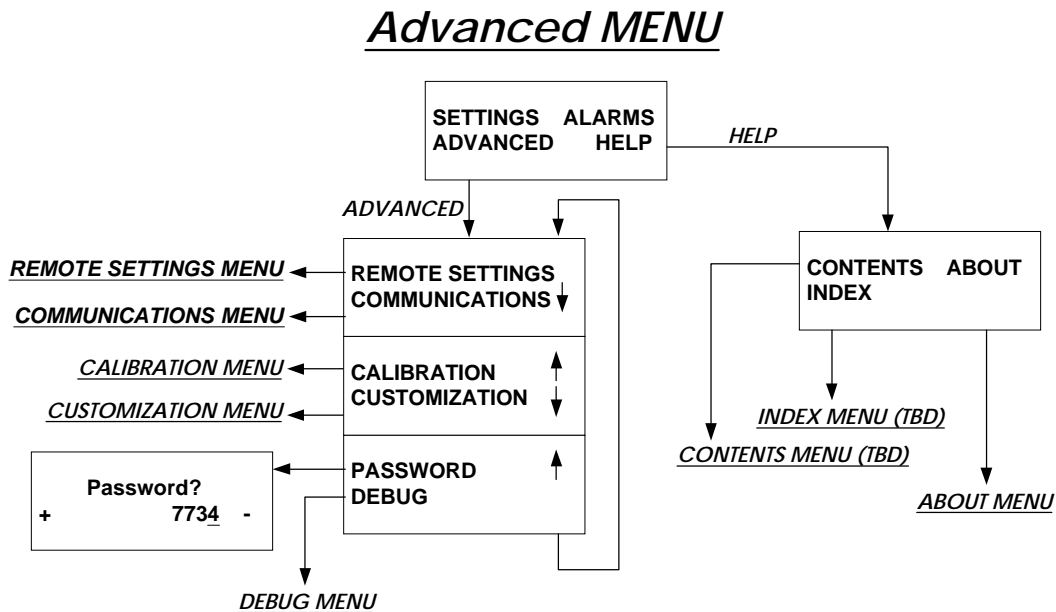 Advanced MENU
SETTINGS ALARMS
ADVANCED HELP
HELP
ADVANCED
REMOTE SETTINGS MENU
COMMUNICATIONS MENU
CALIBRATION MENU
CUSTOMIZATION MENU
REMOTE SETTINGS
COMMUNICATIONS
CALIBRATION
CUSTOMIZATION
PASSWORD
DEBUG
Password?
+ 7734 -
DEBUG MENU
CONTENTS ABOUT
INDEX
INDEX MENU (TBD)
CONTENTS MENU (TBD)
ABOUT MENU